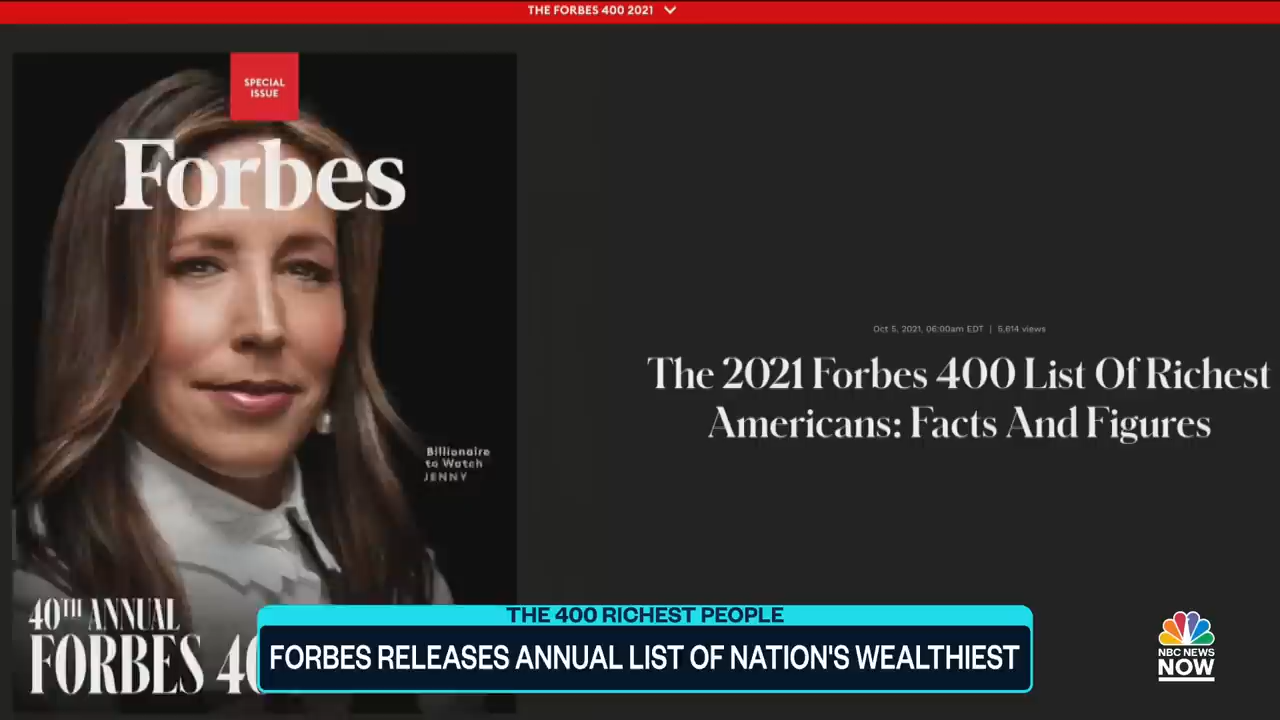 THE FORBES 400 2021
SPECIAL
ISSUE
Forbes
Billionaire
to Watch
JENNY
40TH ANNUAL
FORBES 40
Oct 5, 2021, 06:00am EDT | 5,614 views
The 2021 Forbes 400 List Of Richest
Americans: Facts And Figures
THE 400 RICHEST PEOPLE
FORBES RELEASES ANNUAL LIST OF NATION'S WEALTHIEST
NBC NEWS
NOW